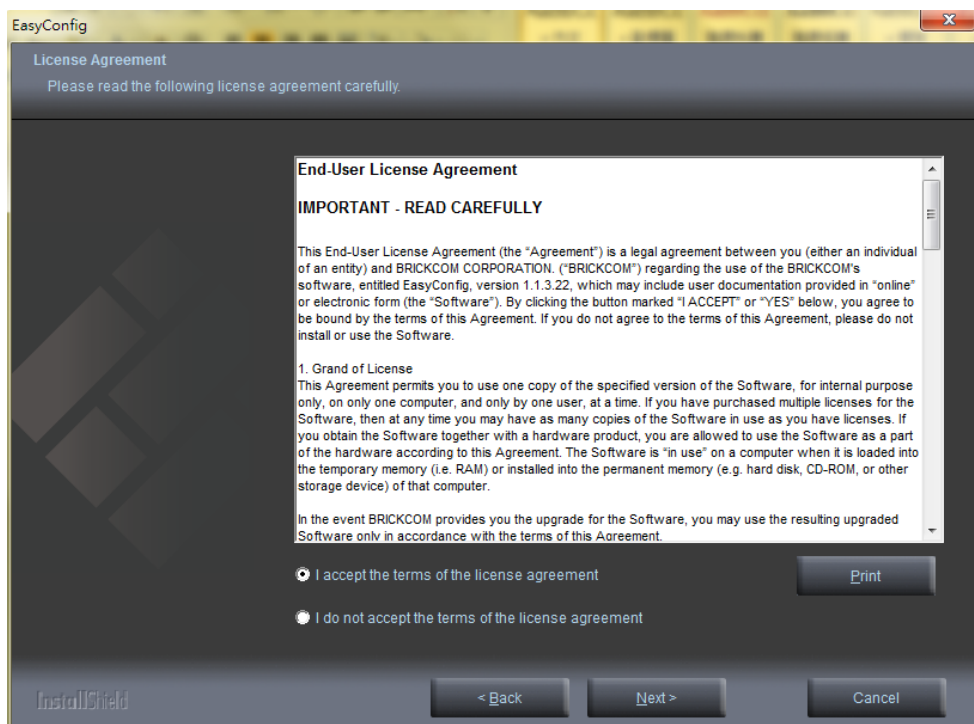 EasyConfig
License Agreement
Please read the following license agreement carefully.
End-User License Agreement
IMPORTANT - READ CAREFULLY
This End-User License Agreement (the “Agreement”) is a legal agreement between you (either an individual
of an entity) and BRICKCOM CORPORATION. (“BRICKCOM”) regarding the use of the BRICKCOM's
software, entitled EasyConfig, version 1.1.3.22, which may include user documentation provided in “online”
or electronic form (the “Software”). By clicking the button marked “I ACCEPT” or “YES” below, you agree to
be bound by the terms of this Agreement. If you do not agree to the terms of this Agreement, please do not
install or use the Software.
1. Grand of License
This Agreement permits you to use one copy of the specified version of the Software, for internal purpose
only, on only one computer, and only by one user, at a time. If you have purchased multiple licenses for the
Software, then at any time you may have as many copies of the Software in use as you have licenses. If
you obtain the Software together with a hardware product, you are allowed to use the Software as a part
of the hardware according to this Agreement. The Software is “in use” on a computer when it is loaded into
the temporary memory (i.e. RAM) or installed into the permanent memory (e.g. hard disk, CD-ROM, or other
storage device) of that computer.
In the event BRICKCOM provides you the upgrade for the Software, you may use the resulting upgraded
Software only in accordance with the terms of this Agreement.
I accept the terms of the license agreement
Print
I do not accept the terms of the license agreement
InstallShield
< Back
Next >
Cancel